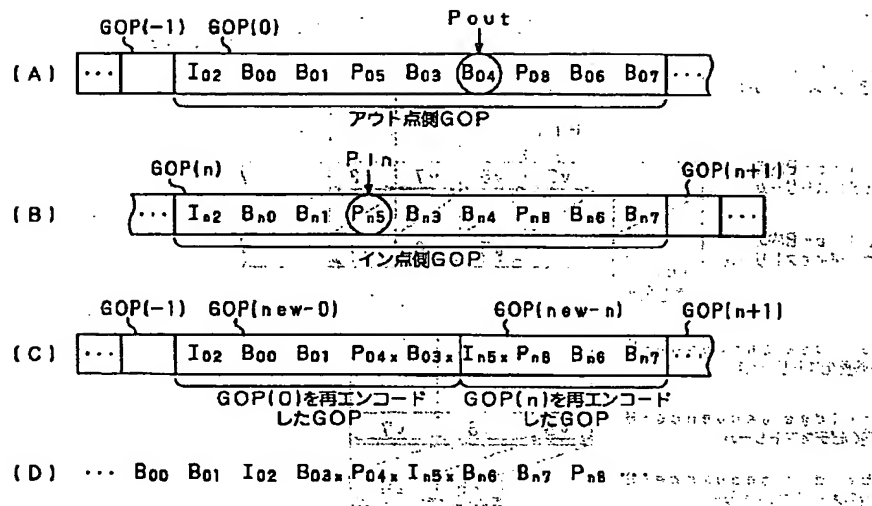 Pout
GOP(-1) GOP(0)
(A) ... I02 B00 B01 P05 B03 B04 P08 B06 B07 ...
アウト点側GOP
GOP(n) Pin GOP(n+1)
(B) ... In2 Bn0 Bn1 Pn5 Bn3 Bn4 Pn8 Bn6 Bn7 ...
イン点側GOP
GOP(-1) GOP(new-0) GOP(new-n) GOP(n+1)
(C) ... I02 B00 B01 P04x B03x In5x Pn8 Bn6 Bn7 ...
GOP(0)を再エンコード GOP(n)を再エンコード
したGOP したGOP
(D) ... B00 B01 I02 B03x P04x In5x Bn6 Bn7 Pn8 ...